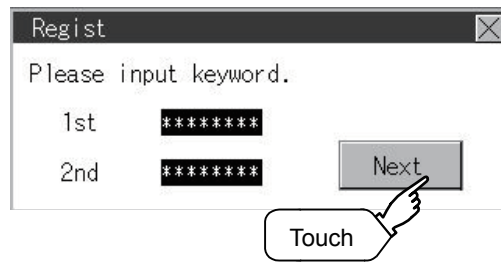 Regist
Please input keyword.
1st ********
2nd ********
Next
Touch